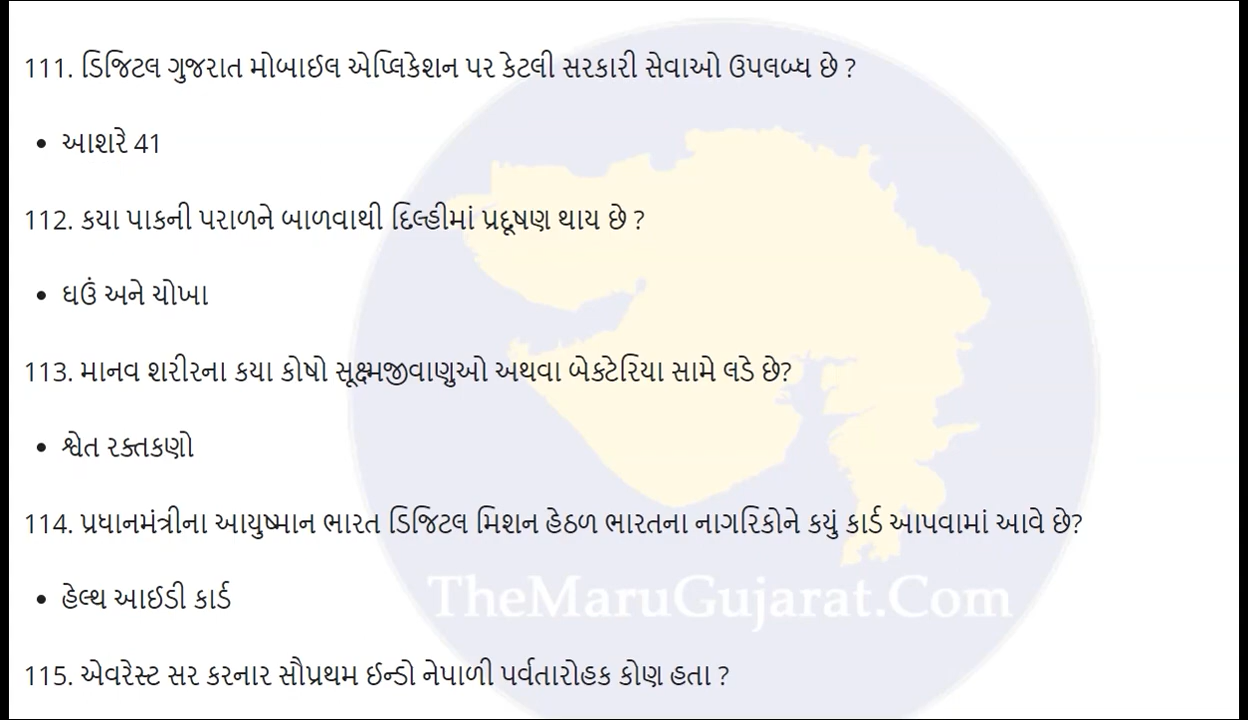 111. ડિજિટલ ગુજરાત મોબાઈલ એપ્લિકેશન પર કેટલી સરકારી સેવાઓ ઉપલબ્ધ છે ?
• આશરે 41
112. કયા પાકની પરાળને બાળવાથી દિલ્હીમાં પ્રદૂષણ થાય છે ?
• ઘઉં અને ચોખા
113. માનવ શરીરના કયા કોષો સૂક્ષ્મજીવાણુઓ અથવા બેક્ટેરિયા સામે લડે છે?
• શ્વેત રક્તકણો
114. પ્રધાનમંત્રીના આયુષ્માન ભારત ડિજિટલ મિશન હેઠળ ભારતના નાગરિકોને કયું કાર્ડ આપવામાં આવે છે?
• હેલ્થ આઈડી કાર્ડ
TheMaruGujarat.Com
115. એવરેસ્ટ સર કરનાર સૌપ્રથમ ઈન્ડો નેપાળી પર્વતારોહક કોણ હતા ?